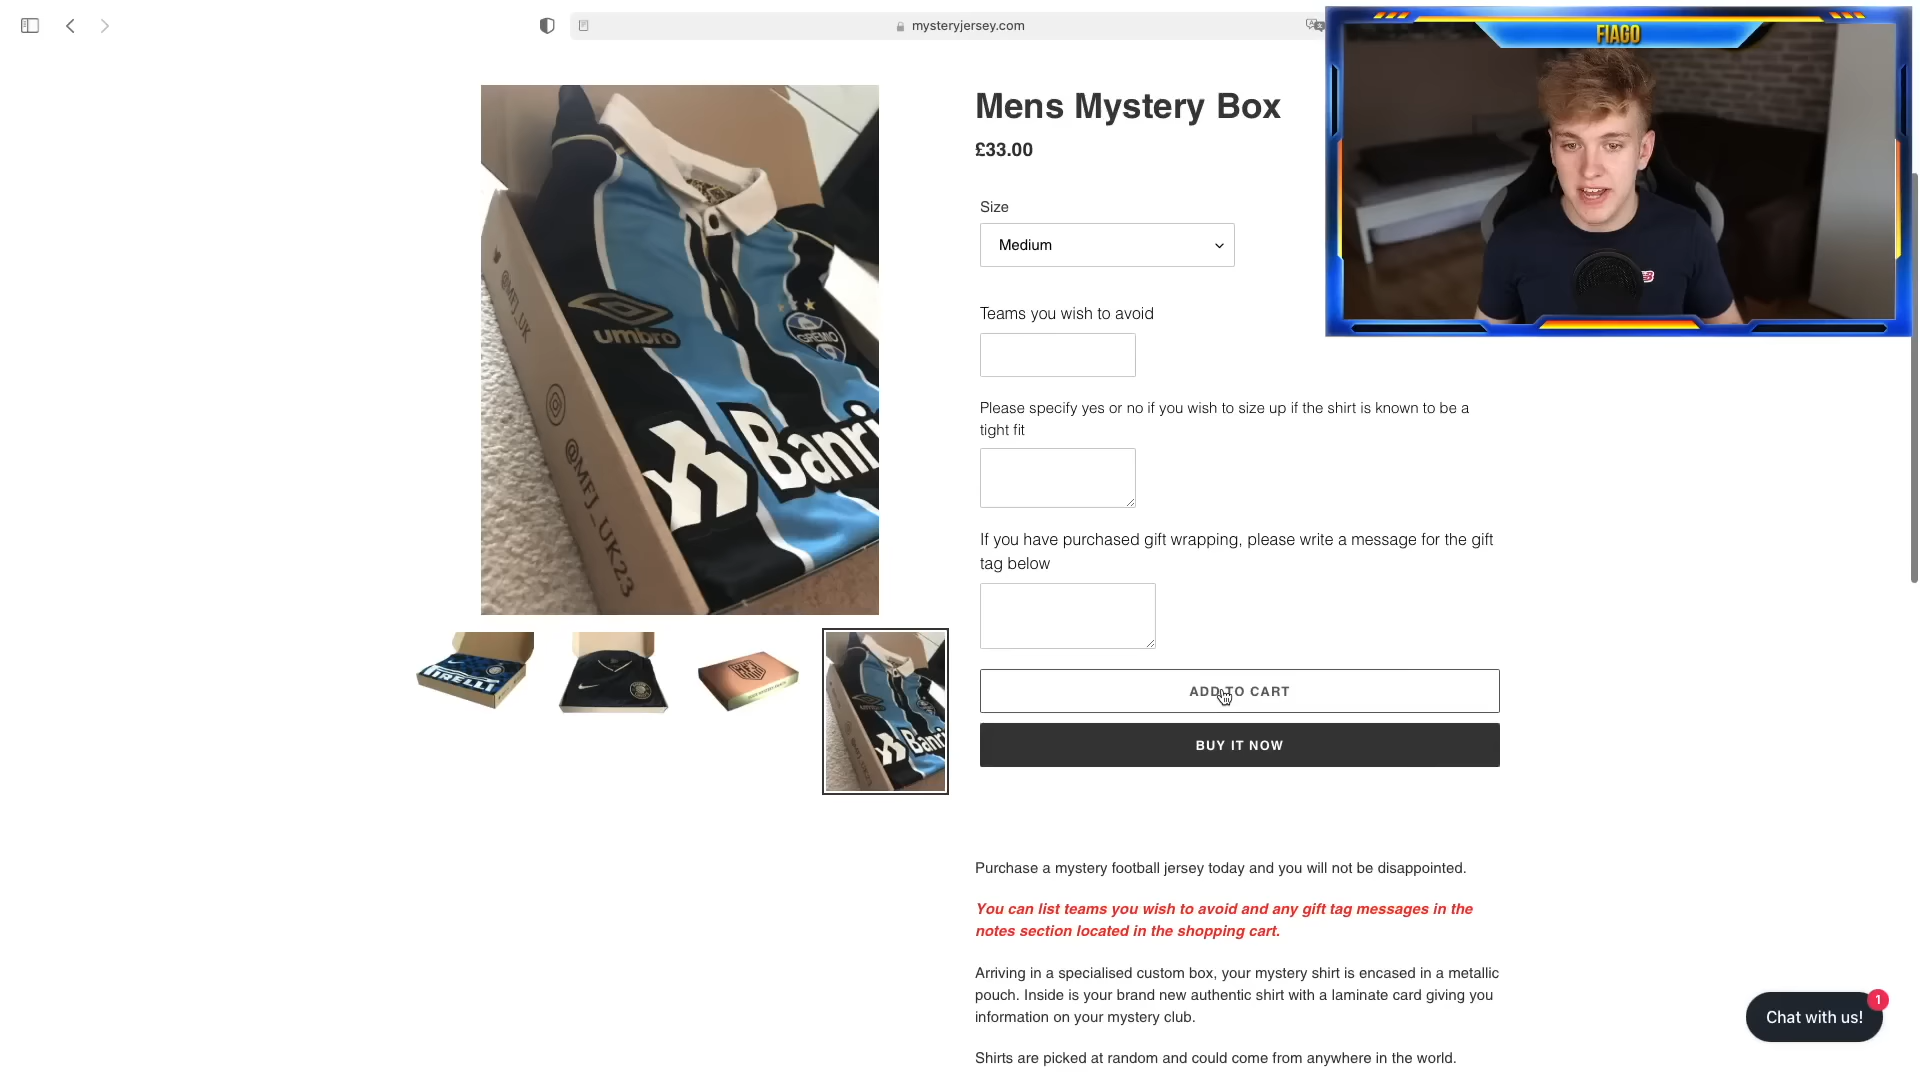 mysteryjersey.com
FIAGO
Mens Mystery Box
£33.00
Size
Medium
Teams you wish to avoid
Please specify yes or no if you wish to size up if the shirt is known to be a
tight fit
If you have purchased gift wrapping, please write a message for the gift
tag below
ADD TO CART
BUY IT NOW
@MFJ_UK
@MFJ_UK23
umbro
GRÊMIO
Banri
PIRELLI
Banri
Purchase a mystery football jersey today and you will not be disappointed.
You can list teams you wish to avoid and any gift tag messages in the
notes section located in the shopping cart.
Arriving in a specialised custom box, your mystery shirt is encased in a metallic
pouch. Inside is your brand new authentic shirt with a laminate card giving you
information on your mystery club.
Shirts are picked at random and could come from anywhere in the world.
Chat with us!
1